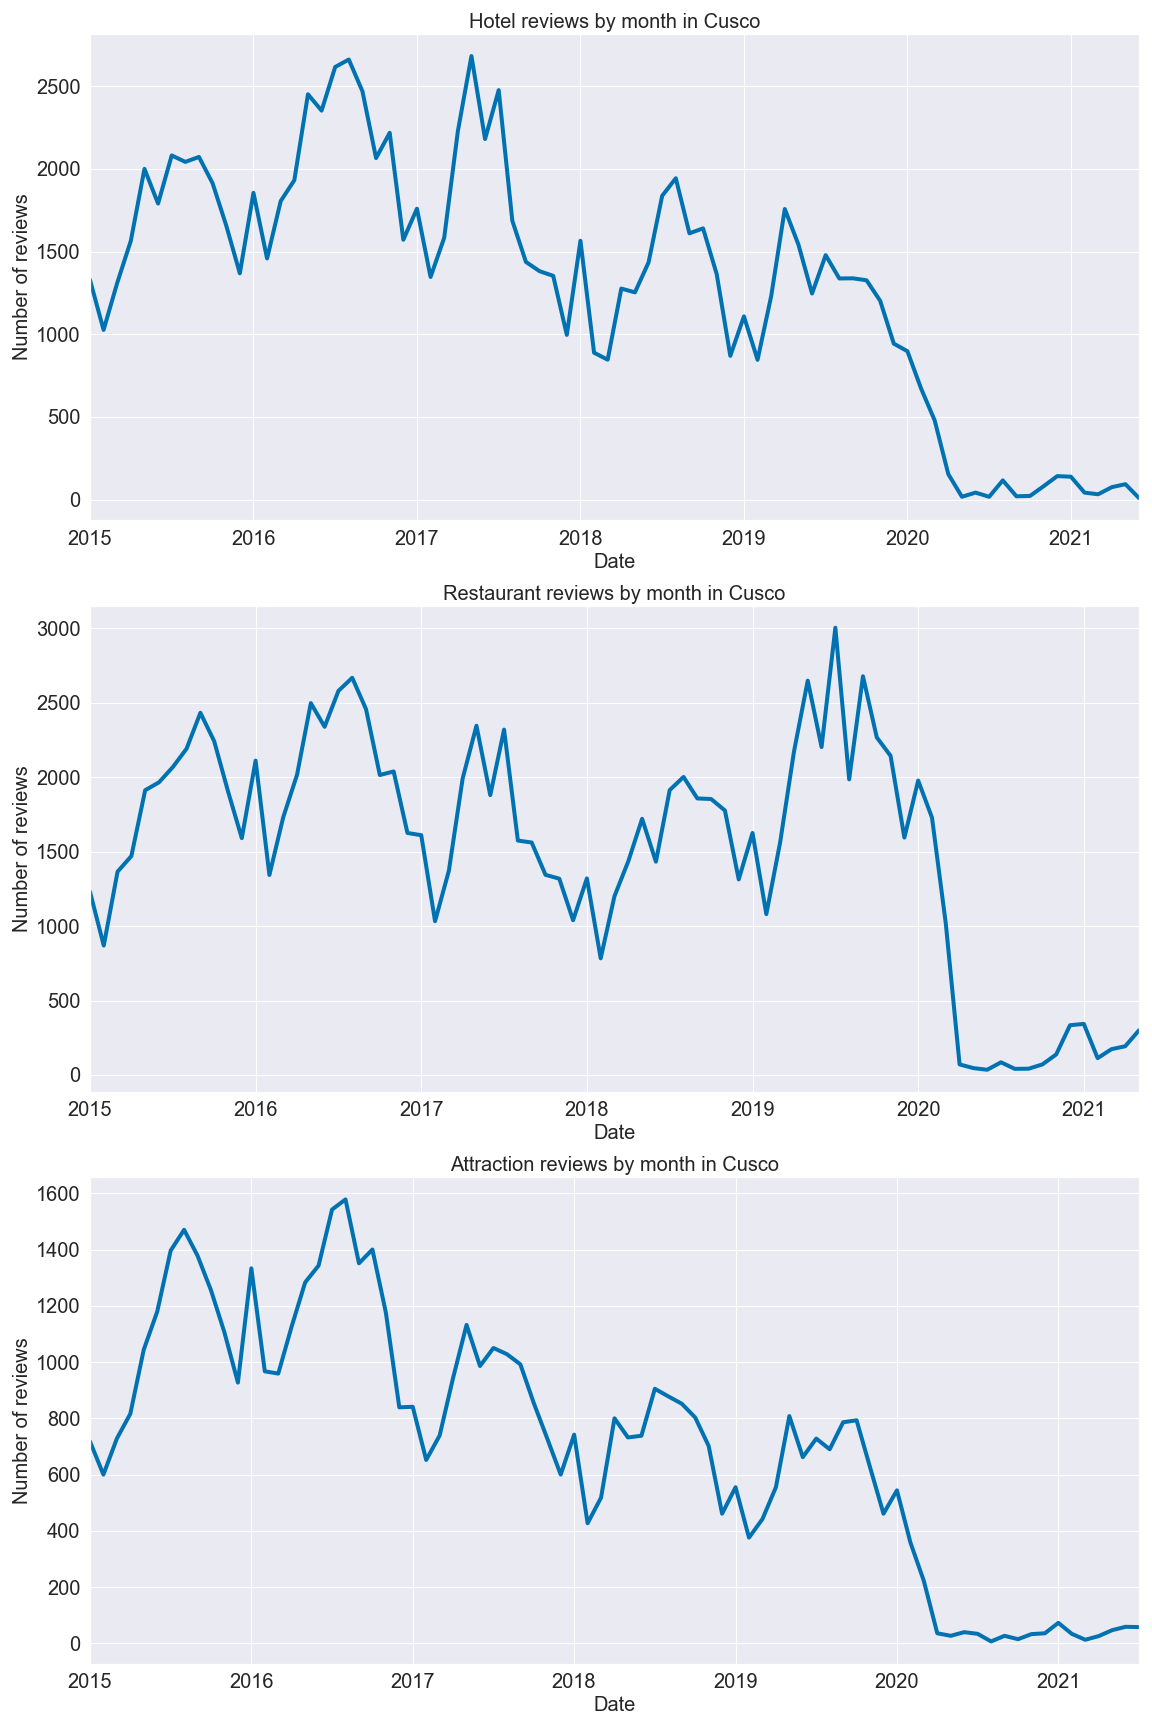 Hotel reviews by month in Cusco
2500
2000
1500
1000
500
0
Number of reviews
2015 2016 2017 2018 2019 2020 2021
Date
Restaurant reviews by month in Cusco
3000
2500
2000
1500
1000
500
0
Number of reviews
2015 2016 2017 2018 2019 2020 2021
Date
Attraction reviews by month in Cusco
1600
1400
1200
1000
800
600
400
200
0
Number of reviews
2015 2016 2017 2018 2019 2020 2021
Date